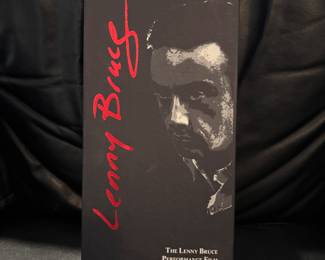 Lenny Bruce
THE LENNY BRUCE
PERFORMANCE FILM